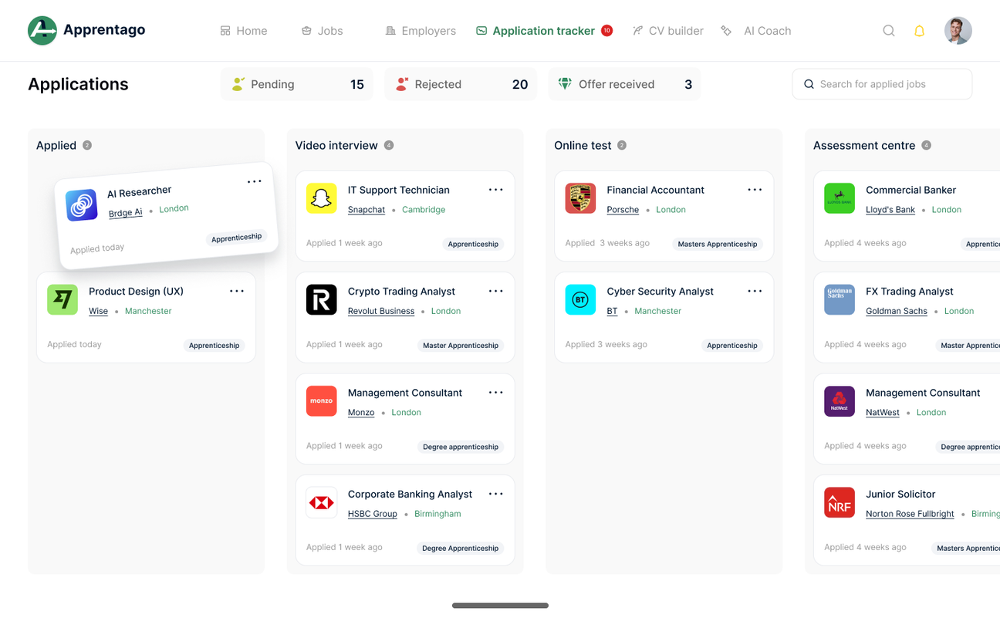 Apprentago
Home
Jobs
Employers
Application tracker
10
CV builder
AI Coach
Applications
Pending
15
Rejected
20
Offer received
3
Search for applied jobs
Applied 2
AI Researcher
Brdge Ai • London
Applied today
Apprenticeship
Product Design (UX)
Wise • Manchester
Applied today
Apprenticeship
Video interview 4
IT Support Technician
Snapchat • Cambridge
Applied 1 week ago
Apprenticeship
R
Crypto Trading Analyst
Revolut Business • London
Applied 1 week ago
Master Apprenticeship
monzo
Management Consultant
Monzo • London
Applied 1 week ago
Degree apprenticeship
Corporate Banking Analyst
HSBC Group • Birmingham
Applied 1 week ago
Degree Apprenticeship
Online test 2
Financial Accountant
Porsche • London
Applied 3 weeks ago
Masters Apprenticeship
BT
Cyber Security Analyst
BT • Manchester
Applied 3 weeks ago
Apprenticeship
Assessment centre 4
LLOYDS BANK
Commercial Banker
Lloyd's Bank • London
Applied 4 weeks ago
Apprentic
Goldman
Sachs
FX Trading Analyst
Goldman Sachs • London
Applied 4 weeks ago
Master Apprentice
NatWest
Management Consultant
NatWest • London
Applied 4 weeks ago
Degree apprentic
NRF
Junior Solicitor
Norton Rose Fullbright • Birming
Applied 4 weeks ago
Masters Apprentice